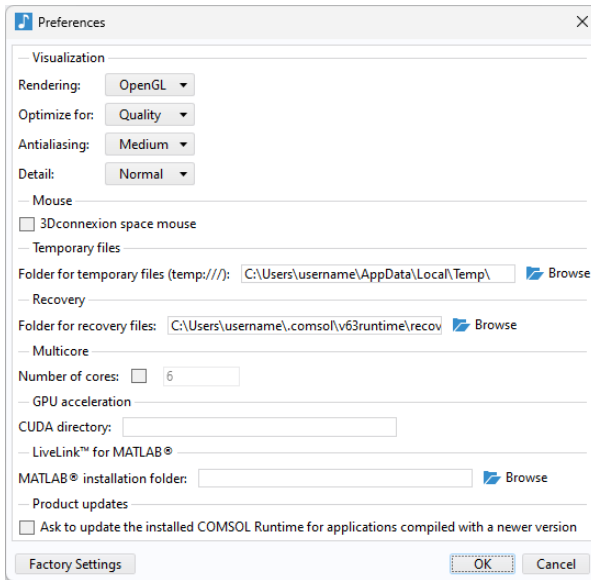 Preferences
Visualization
Rendering: OpenGL
Optimize for: Quality
Antialiasing: Medium
Detail: Normal
Mouse
3Dconnexion space mouse
Temporary files
Folder for temporary files (temp:///): C:\Users\username\AppData\Local\Temp\ Browse
Recovery
Folder for recovery files: C:\Users\username\.comsol\v63runtime\recov Browse
Multicore
Number of cores: 6
GPU acceleration
CUDA directory:
LiveLink™ for MATLAB®
MATLAB® installation folder: Browse
Product updates
Ask to update the installed COMSOL Runtime for applications compiled with a newer version
Factory Settings OK Cancel